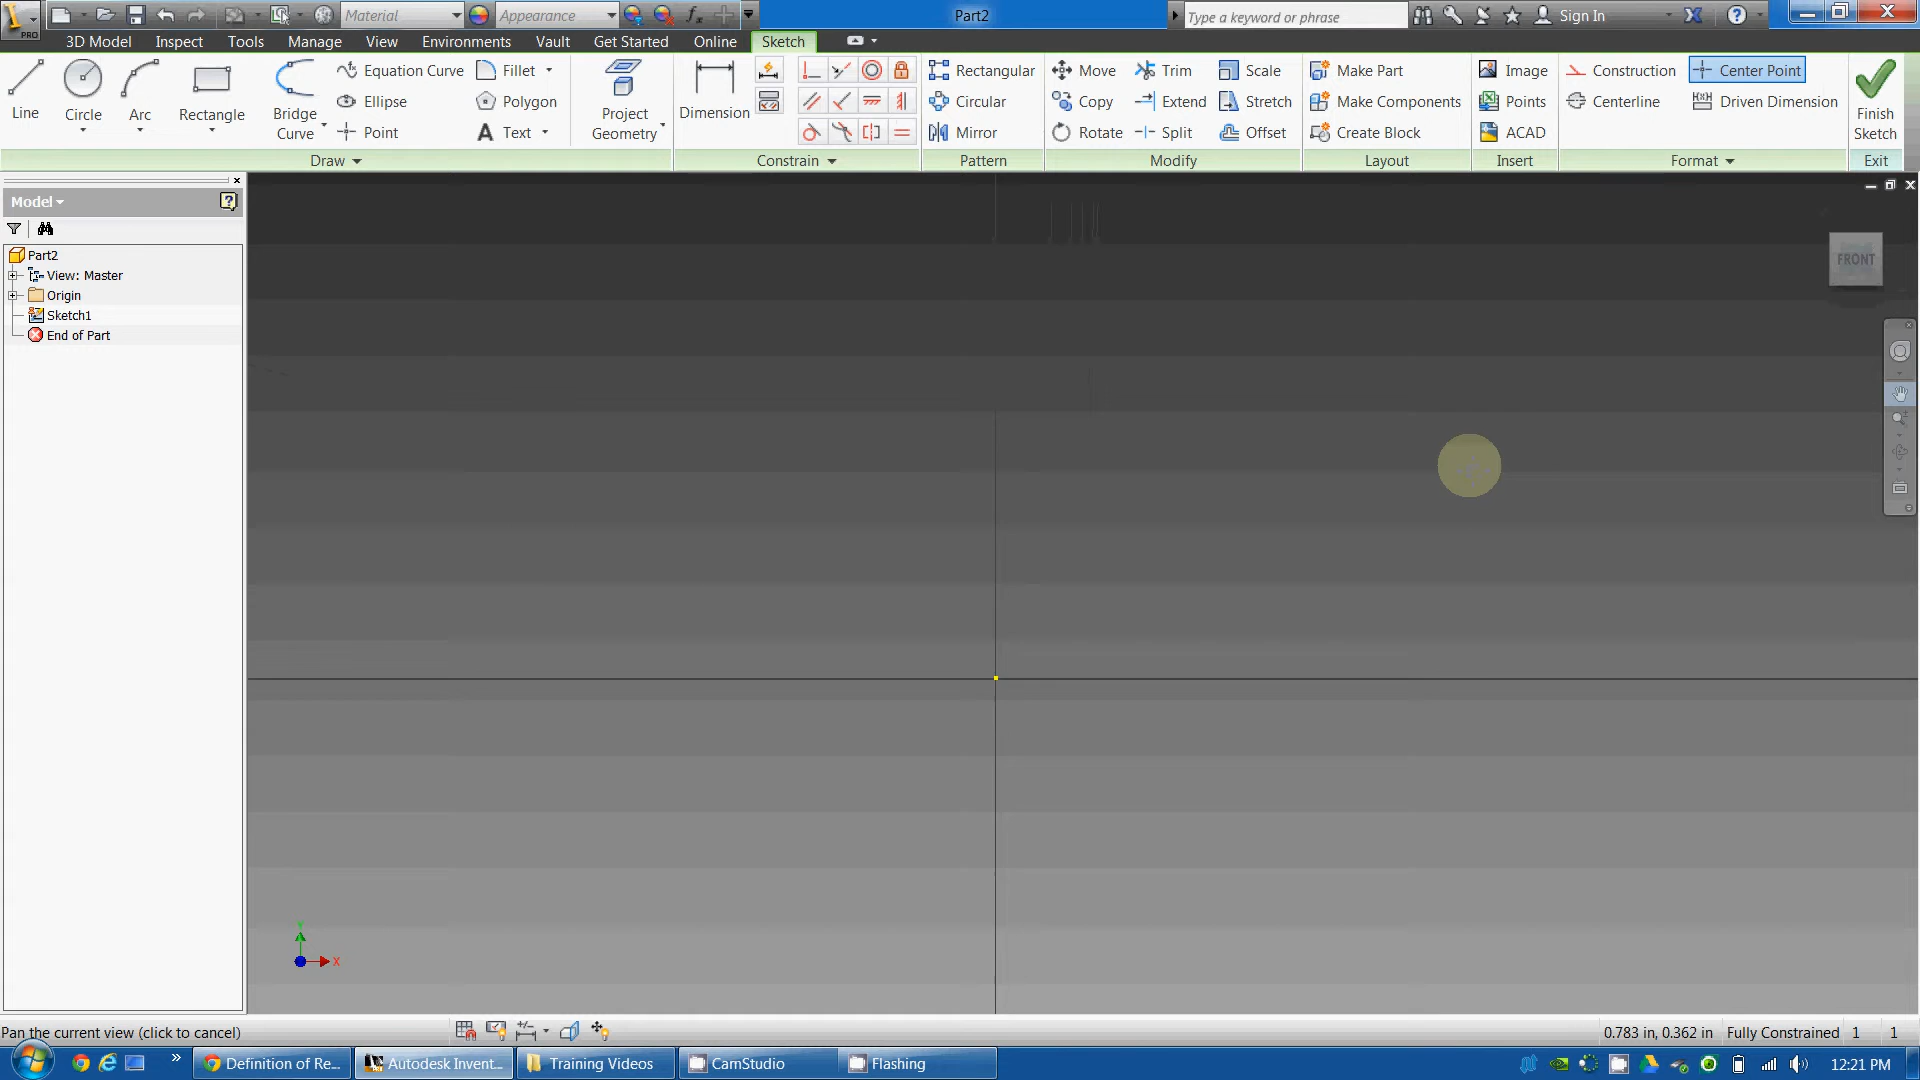 PRO
Material
Appearance
Part2
Type a keyword or phrase
Sign In
3D Model Inspect Tools Manage View Environments Vault Get Started Online Sketch
Line
Circle
Arc
Rectangle
Bridge
Curve
Equation Curve
Ellipse
Point
Fillet
Polygon
Text
Project
Geometry
Dimension
Rectangular
Circular
Mirror
Move
Copy
Rotate
Trim
Extend
Split
Scale
Stretch
Offset
Make Part
Make Components
Create Block
Image
Points
ACAD
Construction
Centerline
Center Point
Driven Dimension
Finish
Sketch
Draw Constrain Pattern Modify Layout Insert Format Exit
Model
Part2
View: Master
Origin
Sketch1
End of Part
FRONT
Y
X
Pan the current view (click to cancel)
0.783 in, 0.362 in Fully Constrained 1 1
Definition of Re...
Autodesk Invent...
Training Videos
CamStudio
Flashing
12:21 PM